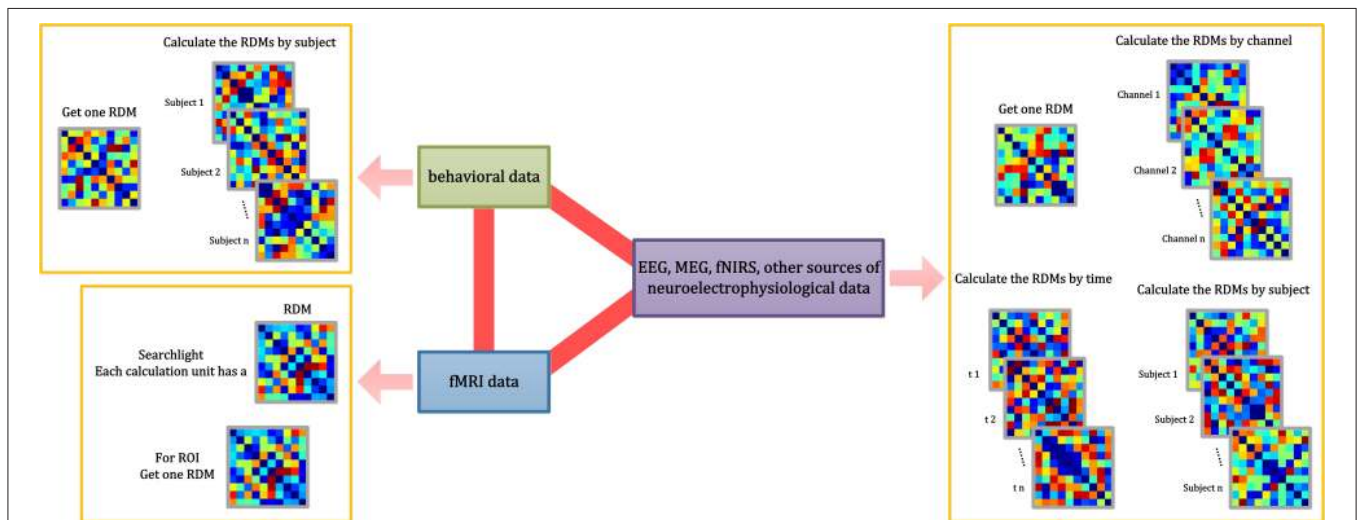 Calculate the RDMs by subject
Get one RDM
Subject 1
Subject 2
......
Subject n
RDM
Searchlight
Each calculation unit has a
For ROI
Get one RDM
behavioral data
EEG, MEG, fNIRS, other sources of
neuroelectrophysiological data
fMRI data
Calculate the RDMs by channel
Get one RDM
Channel 1
Channel 2
......
Channel n
Calculate the RDMs by time
t 1
t 2
......
t n
Calculate the RDMs by subject
Subject 1
Subject 2
......
Subject n